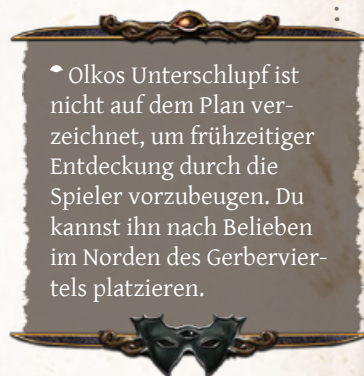 Olkos Unterschlupf ist
nicht auf dem Plan ver-
zeichnet, um frühzeitiger
Entdeckung durch die
Spieler vorzubeugen. Du
kannst ihn nach Belieben
im Norden des Gerbervier-
tels platzieren.